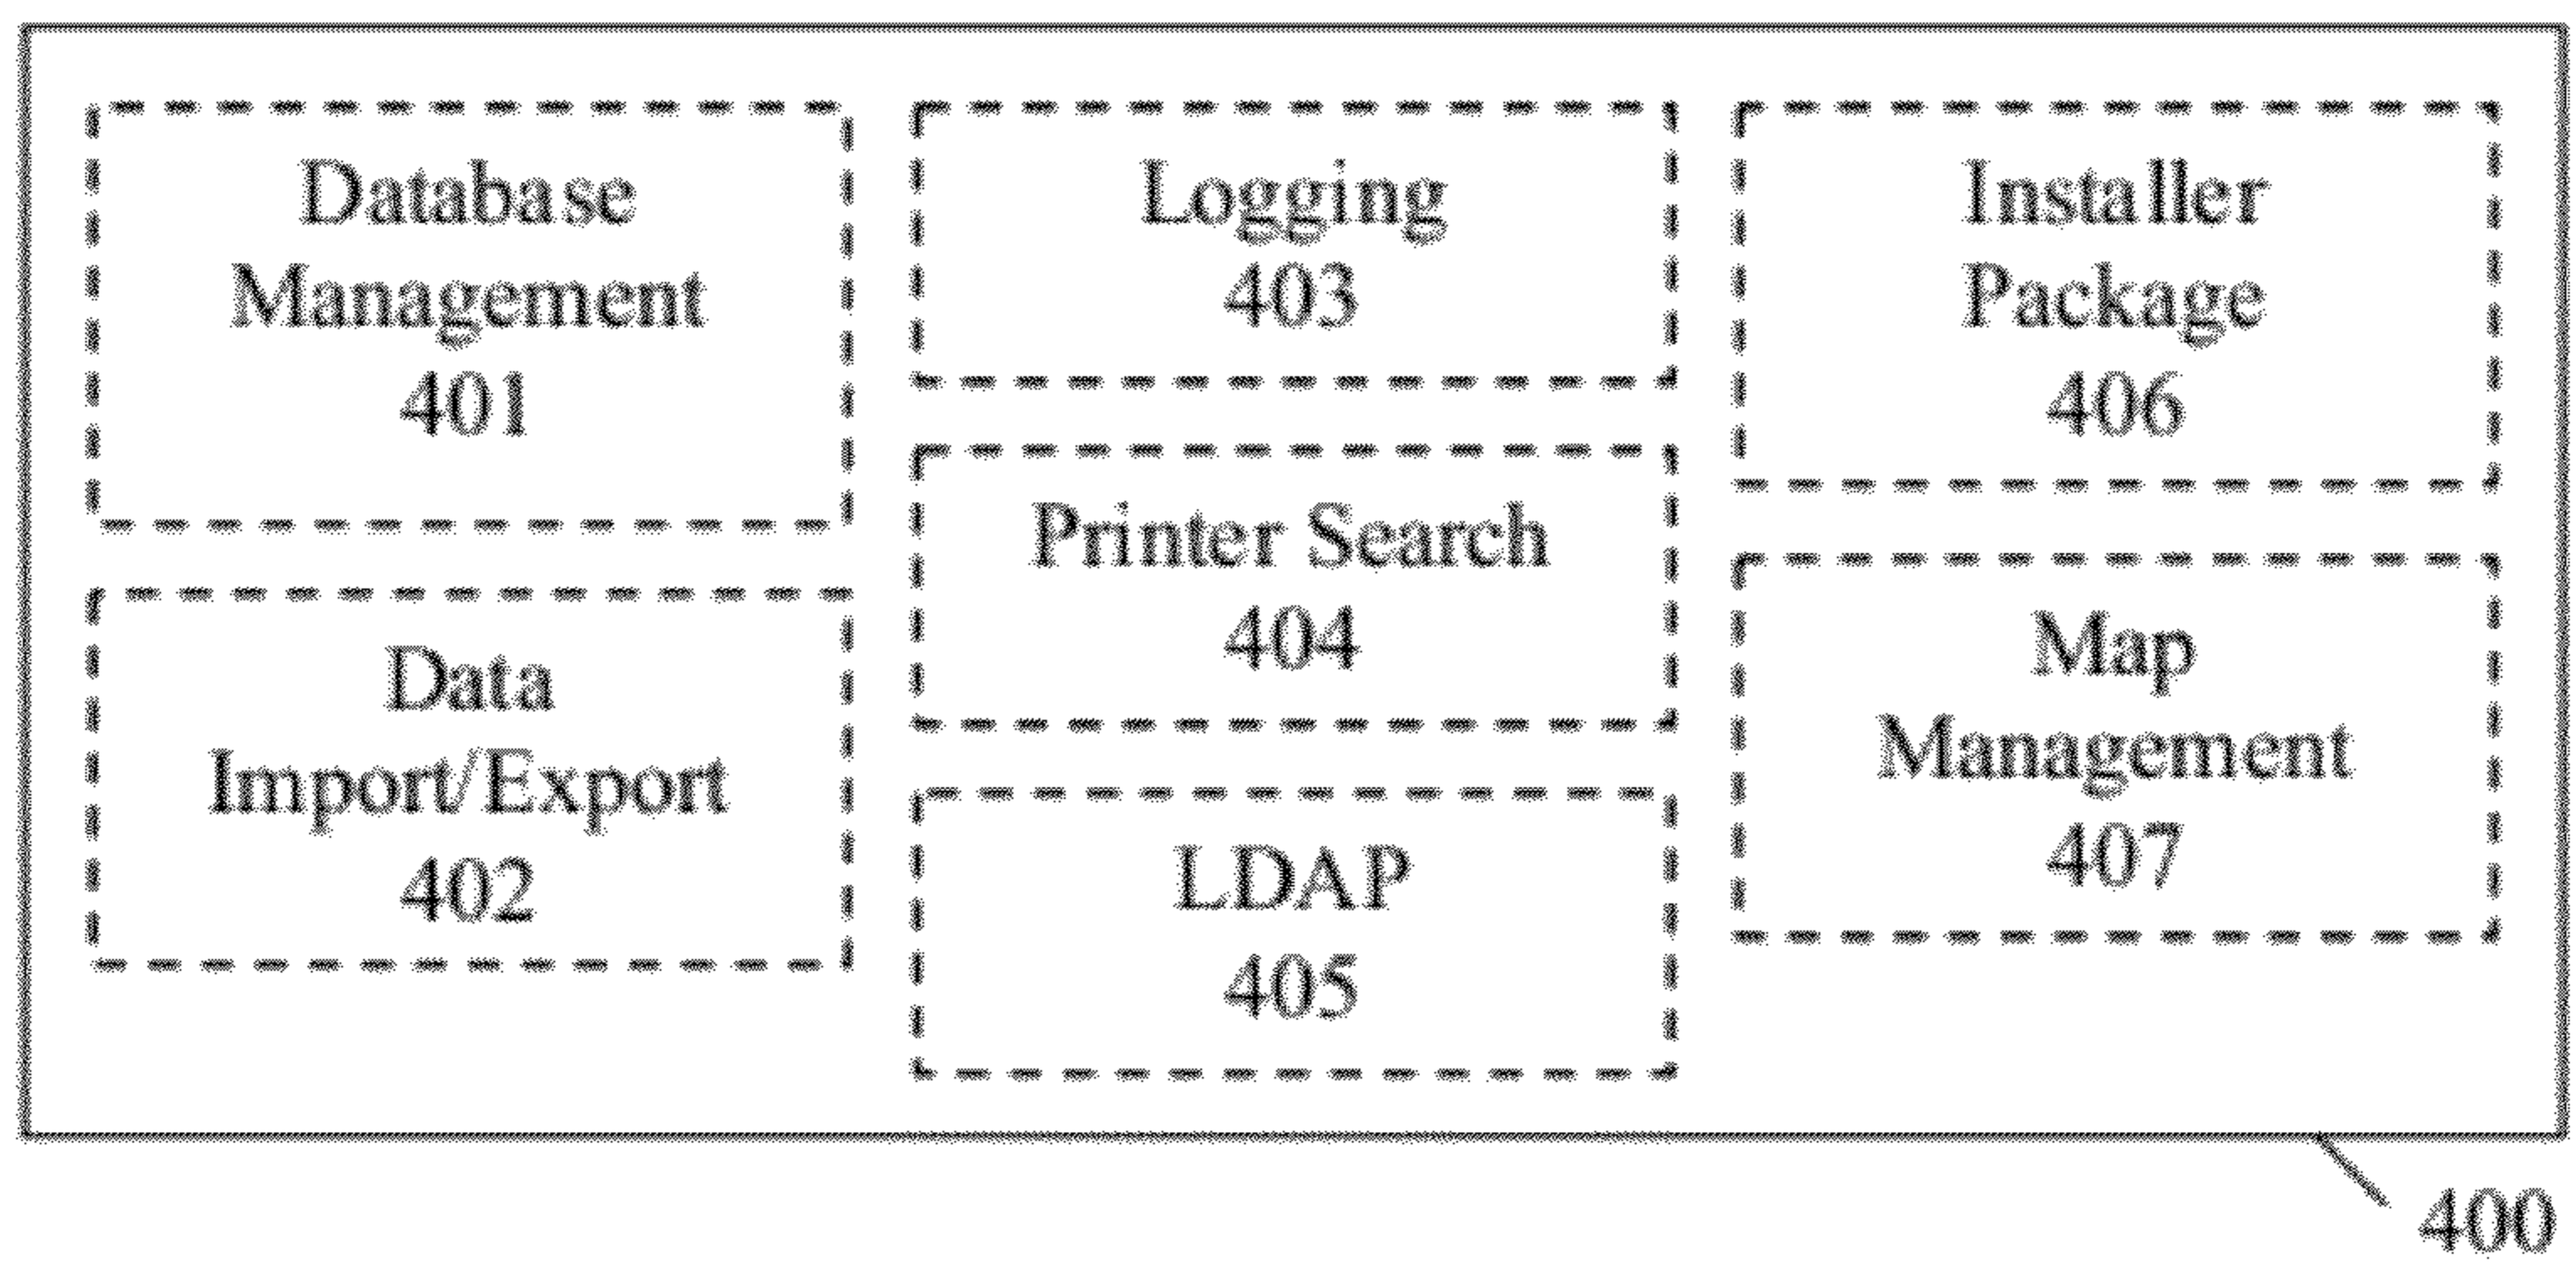 Database
Management
401
Data
Import/Export
402
Logging
403
Printer Search
404
LDAP
405
Installer
Package
406
Map
Management
407
400